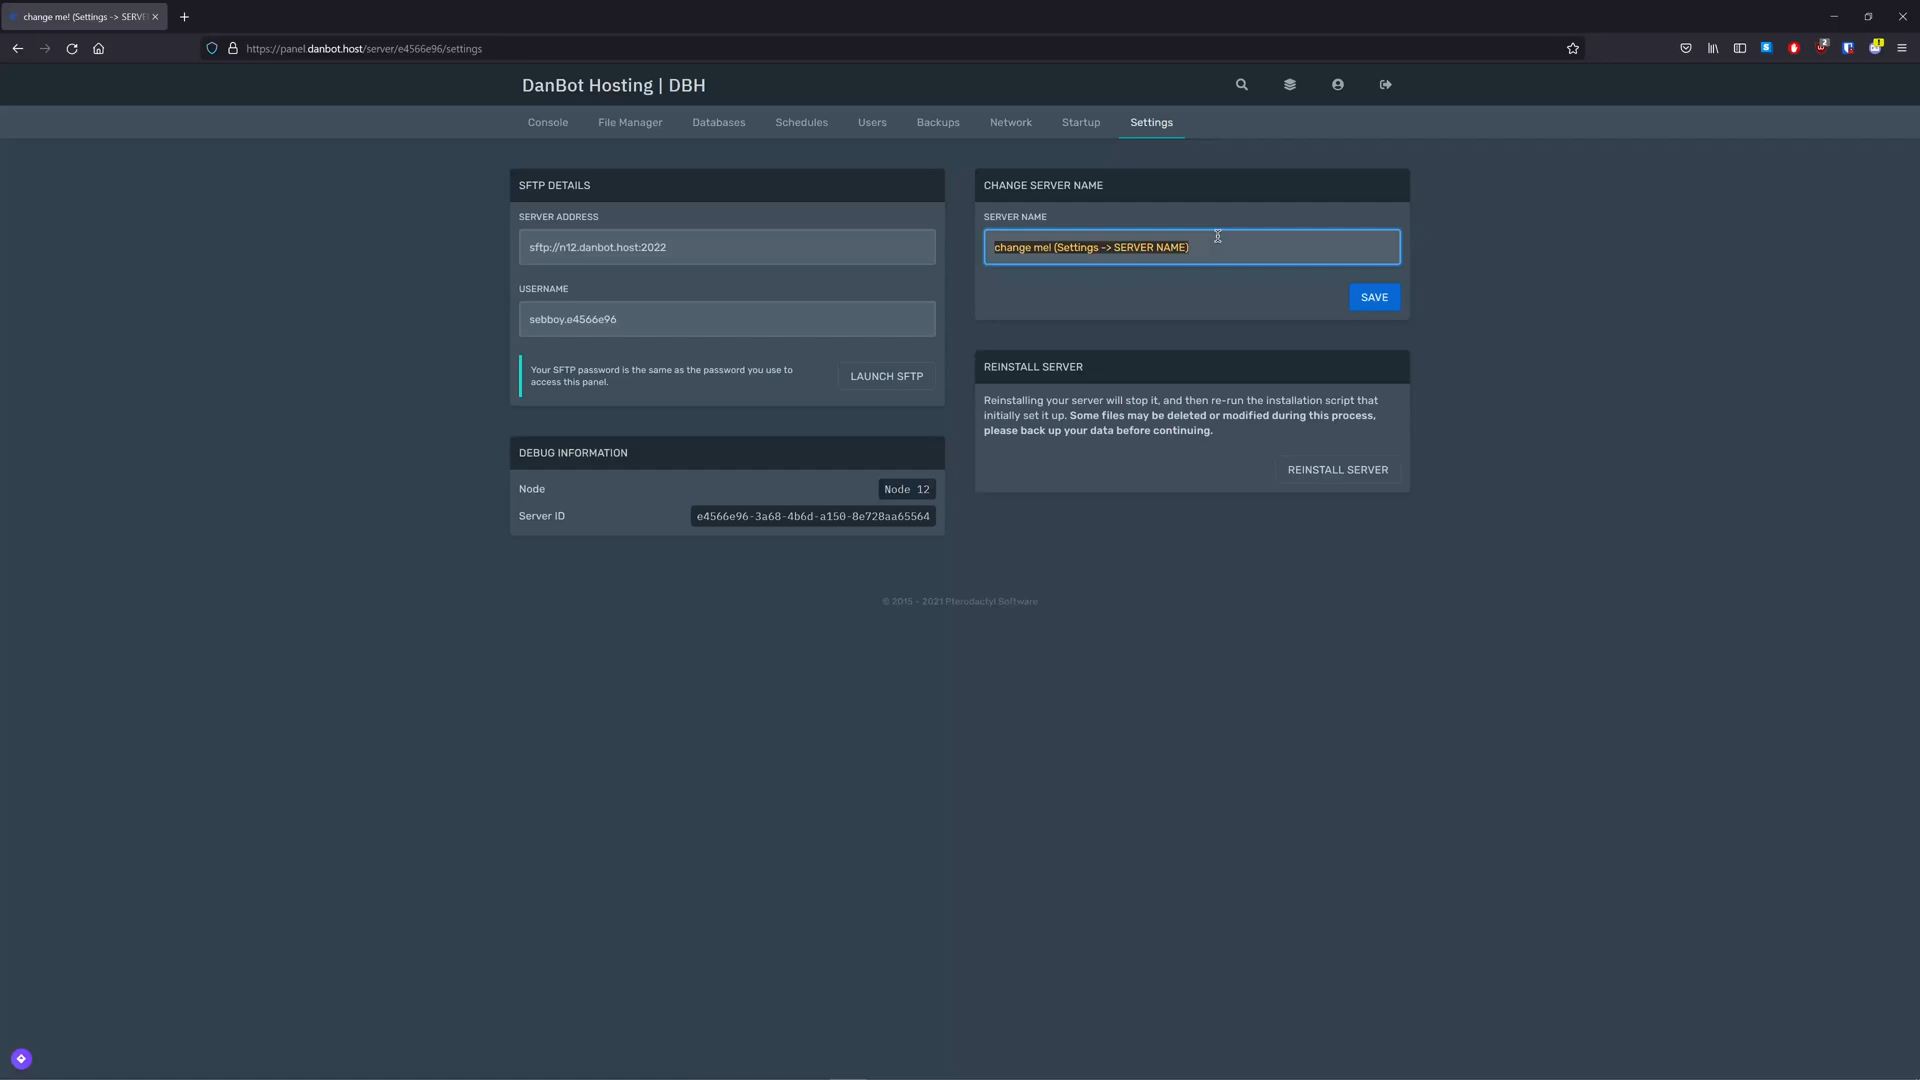 change me! (Settings -> SERVE
https://panel.danbot.host/server/e4566e96/settings
2
1
DanBot Hosting | DBH
Console File Manager Databases Schedules Users Backups Network Startup Settings
SFTP DETAILS
SERVER ADDRESS
sftp://n12.danbot.host:2022
USERNAME
sebboy.e4566e96
Your SFTP password is the same as the password you use to
access this panel.
LAUNCH SFTP
DEBUG INFORMATION
Node Node 12
Server ID e4566e96-3a68-4b6d-a150-8e728aa65564
CHANGE SERVER NAME
SERVER NAME
change me! (Settings -> SERVER NAME)
SAVE
REINSTALL SERVER
Reinstalling your server will stop it, and then re-run the installation script that
initially set it up. Some files may be deleted or modified during this process,
please back up your data before continuing.
REINSTALL SERVER
© 2015 - 2021 Pterodactyl Software